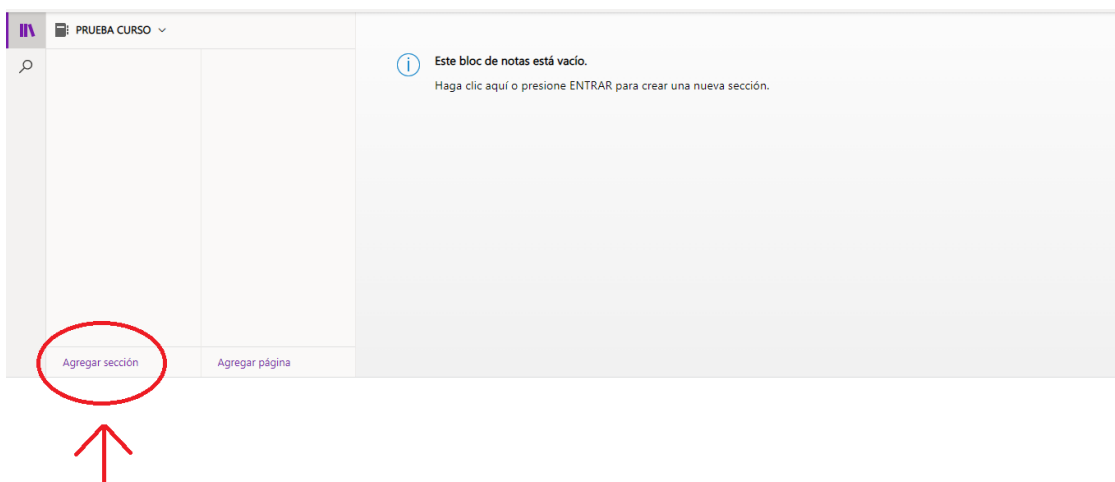 PRUEBA CURSO
Este bloc de notas está vacío.
Haga clic aquí o presione ENTRAR para crear una nueva sección.
Agregar sección
Agregar página